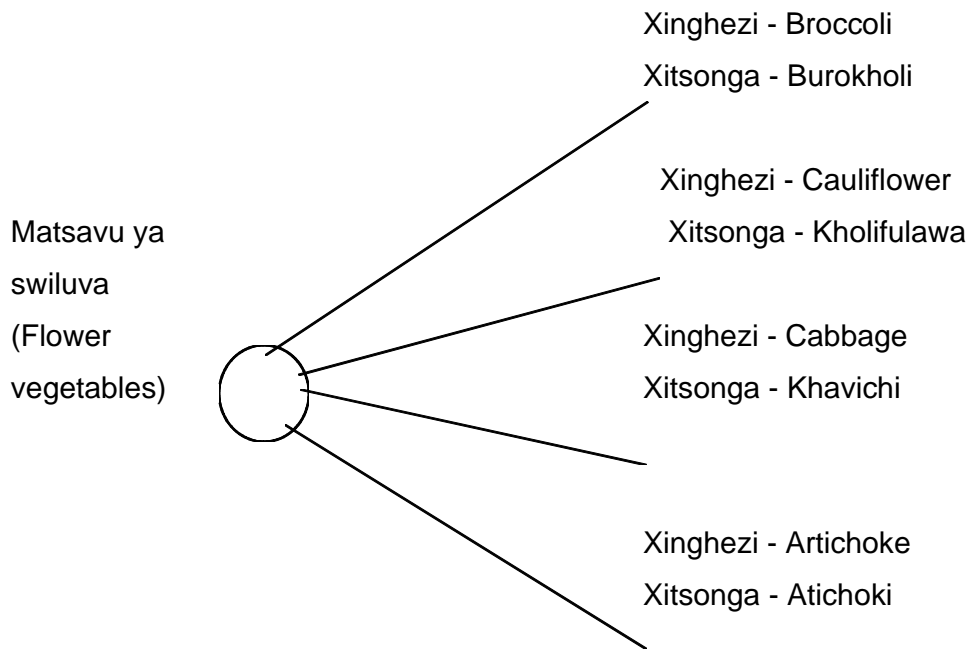 Matsavu ya
swiluva
(Flower
vegetables)
Xinghezi - Broccoli
Xitsonga - Burokholi
Xinghezi - Cauliflower
Xitsonga - Kholifulawa
Xinghezi - Cabbage
Xitsonga - Khavichi
Xinghezi - Artichoke
Xitsonga - Atichoki